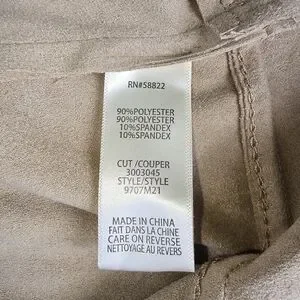 RN#58822
90%POLYESTER
90%POLYESTER
10%SPANDEX
10%SPANDEX
CUT/COUPER
3003045
STYLE/STYLE
9707M21
MADE IN CHINA
FAIT DANS LA CHINE
CARE ON REVERSE
NETTOYAGE AU REVERS